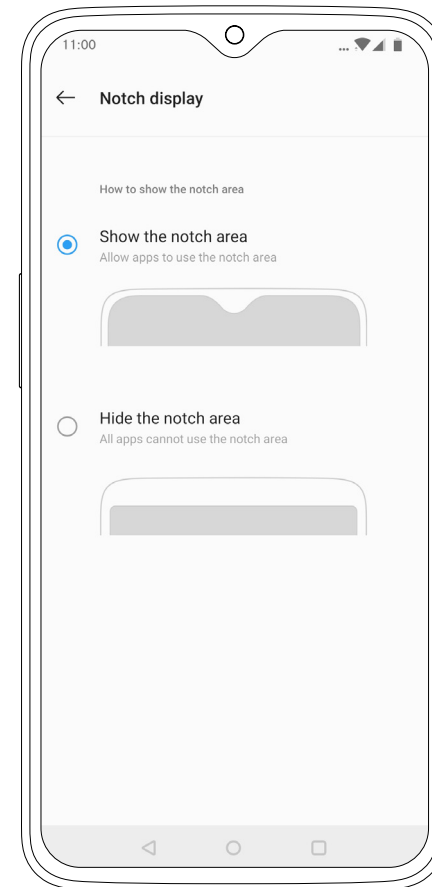 11:00
...
Notch display
How to show the notch area
Show the notch area
Allow apps to use the notch area
Hide the notch area
All apps cannot use the notch area